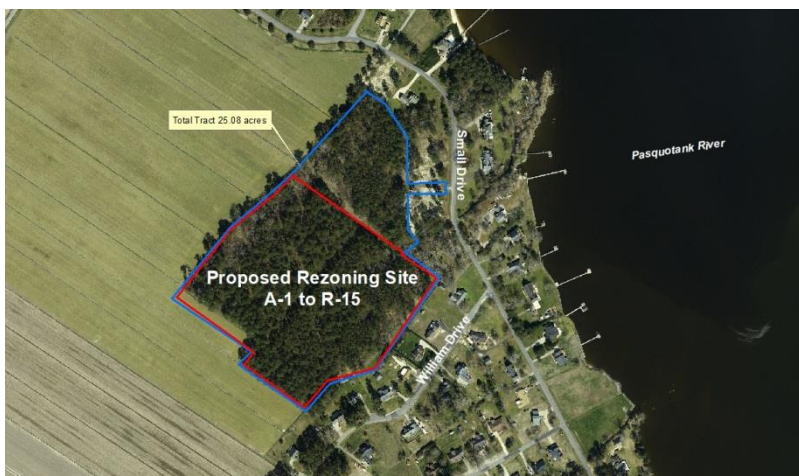 Total Tract 25.08 acres
Small Drive
Pasquotank River
Proposed Rezoning Site
A-1 to R-15
William Drive